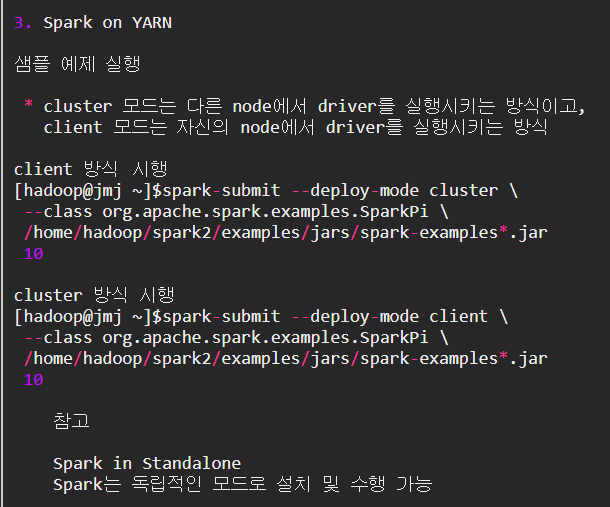 3. Spark on YARN
샘플 예제 실행
* cluster 모드는 다른 node에서 driver를 실행시키는 방식이고,
client 모드는 자신의 node에서 driver를 실행시키는 방식
client 방식 시행
[hadoop@jmj ~]$spark-submit --deploy-mode cluster \
--class org.apache.spark.examples.SparkPi \
/home/hadoop/spark2/examples/jars/spark-examples*.jar
10
cluster 방식 시행
[hadoop@jmj ~]$spark-submit --deploy-mode client \
--class org.apache.spark.examples.SparkPi \
/home/hadoop/spark2/examples/jars/spark-examples*.jar
10
참고
Spark in Standalone
Spark는 독립적인 모드로 설치 및 수행 가능